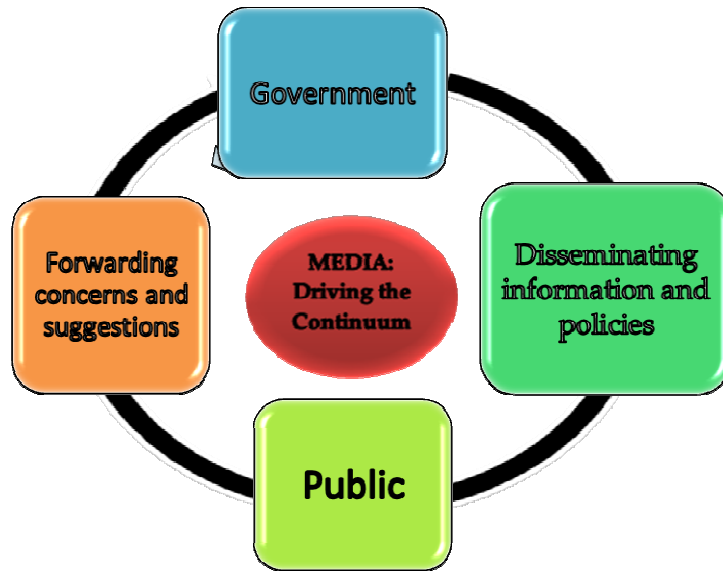 Government
Forwarding
concerns and
suggestions
MEDIA:
Driving the
Continuum
Disseminating
information and
policies
Public